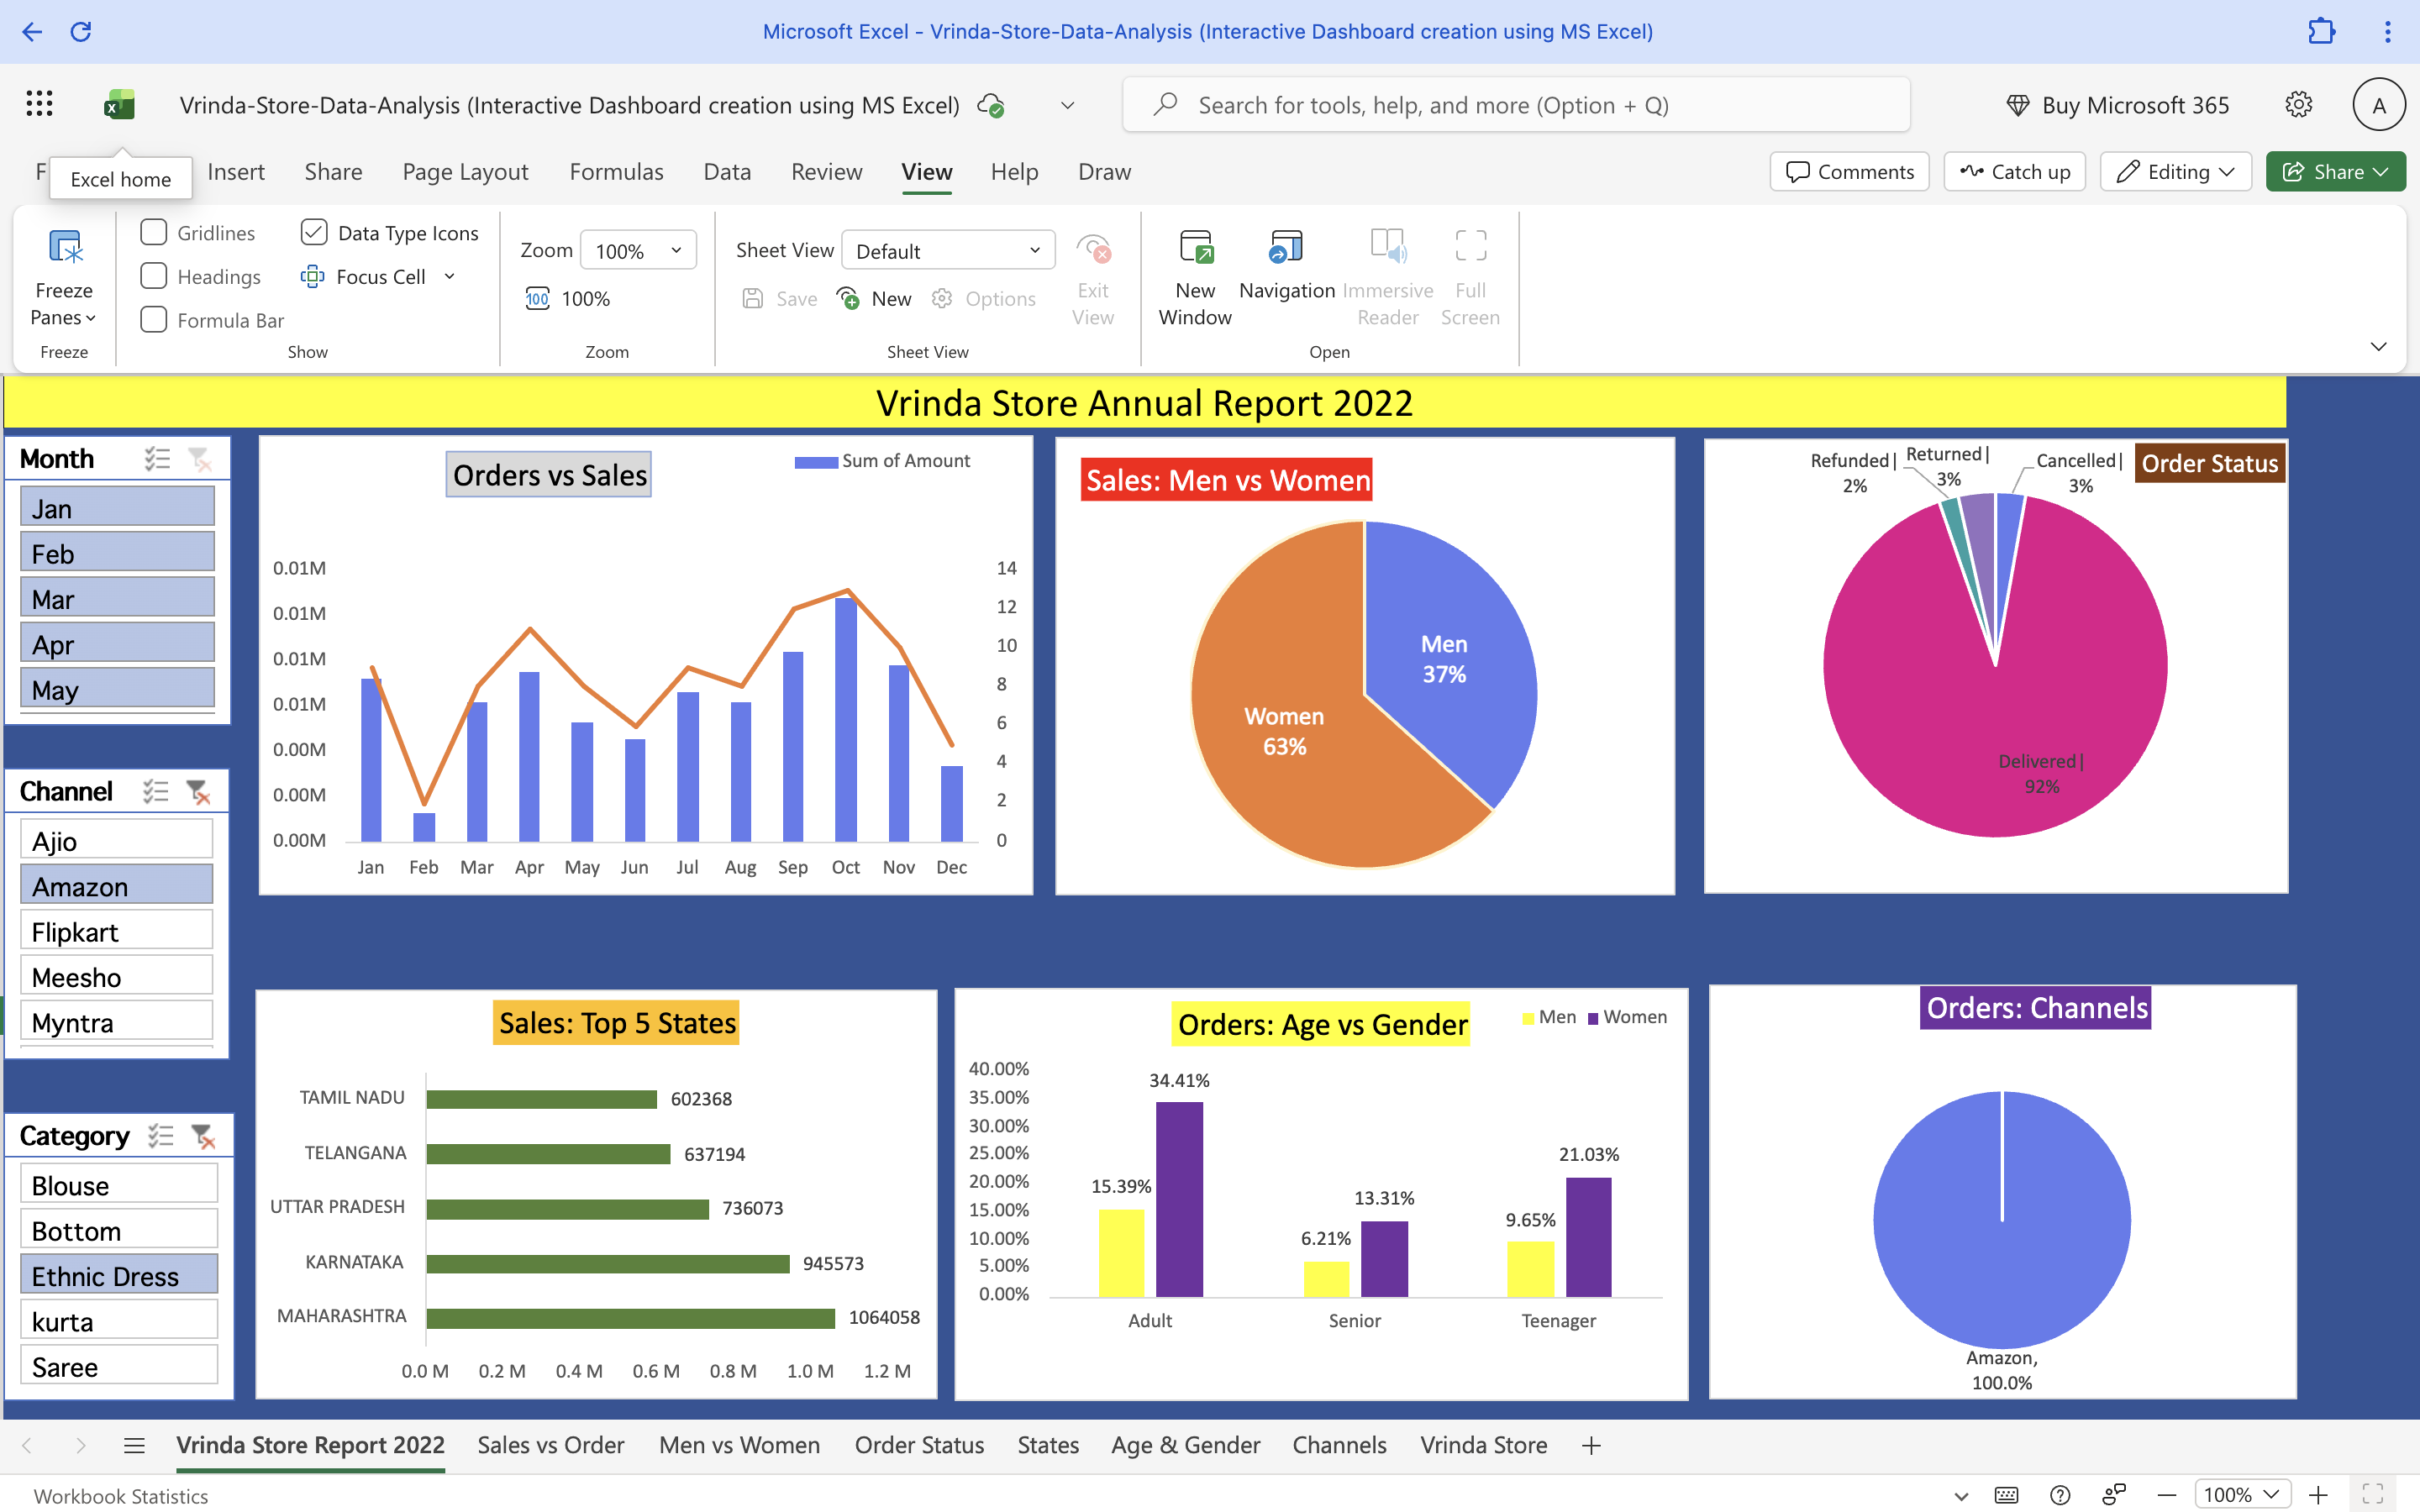 Microsoft Excel - Vrinda-Store-Data-Analysis (Interactive Dashboard creation using MS Excel)
Vrinda-Store-Data-Analysis (Interactive Dashboard creation using MS Excel)
Search for tools, help, and more (Option + Q)
Buy Microsoft 365
A
F
Excel home
Insert
Share
Page Layout
Formulas
Data
Review
View
Help
Draw
Comments
Catch up
Editing
Share
Freeze
Panes
Freeze
Gridlines
Headings
Formula Bar
Data Type Icons
Focus Cell
Show
Zoom
100%
100
100%
Zoom
Sheet View
Default
Save
New
Options
Exit
View
Sheet View
New
Window
Navigation
Immersive
Reader
Full
Screen
Open
Vrinda Store Annual Report 2022
Month
Jan
Feb
Mar
Apr
May
Channel
Ajio
Amazon
Flipkart
Meesho
Myntra
Category
Blouse
Bottom
Ethnic Dress
kurta
Saree
Orders vs Sales
Sum of Amount
0.01M
0.01M
0.01M
0.01M
0.00M
0.00M
0.00M
14
12
10
8
6
4
2
0
Jan Feb Mar Apr May Jun Jul Aug Sep Oct Nov Dec
Sales: Men vs Women
Men
37%
Women
63%
Order Status
Refunded|
2%
Returned|
3%
Cancelled|
3%
Delivered|
92%
Sales: Top 5 States
TAMIL NADU 602368
TELANGANA 637194
UTTAR PRADESH 736073
KARNATAKA 945573
MAHARASHTRA 1064058
0.0 M 0.2 M 0.4 M 0.6 M 0.8 M 1.0 M 1.2 M
Orders: Age vs Gender
Men Women
40.00%
35.00%
30.00%
25.00%
20.00%
15.00%
10.00%
5.00%
0.00%
15.39%
34.41%
6.21%
13.31%
9.65%
21.03%
Adult Senior Teenager
Orders: Channels
Amazon,
100.0%
Vrinda Store Report 2022
Sales vs Order
Men vs Women
Order Status
States
Age & Gender
Channels
Vrinda Store
Workbook Statistics
100%